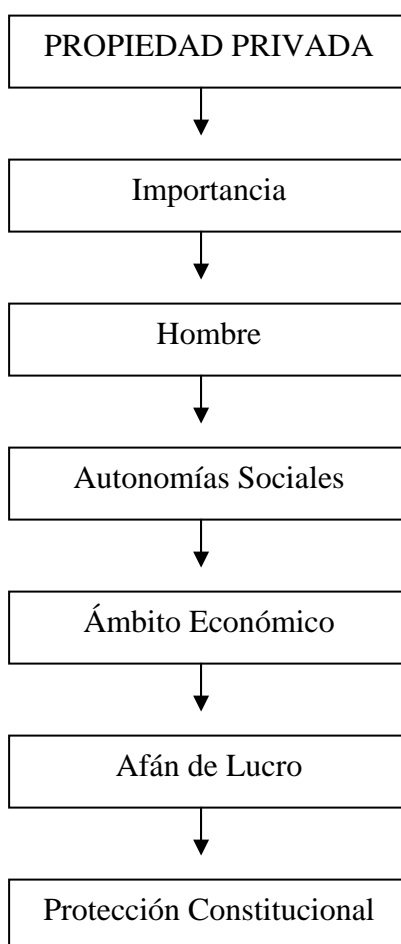 PROPIEDAD PRIVADA
Importancia
Hombre
Autonomías Sociales
Ámbito Económico
Afán de Lucro
Protección Constitucional